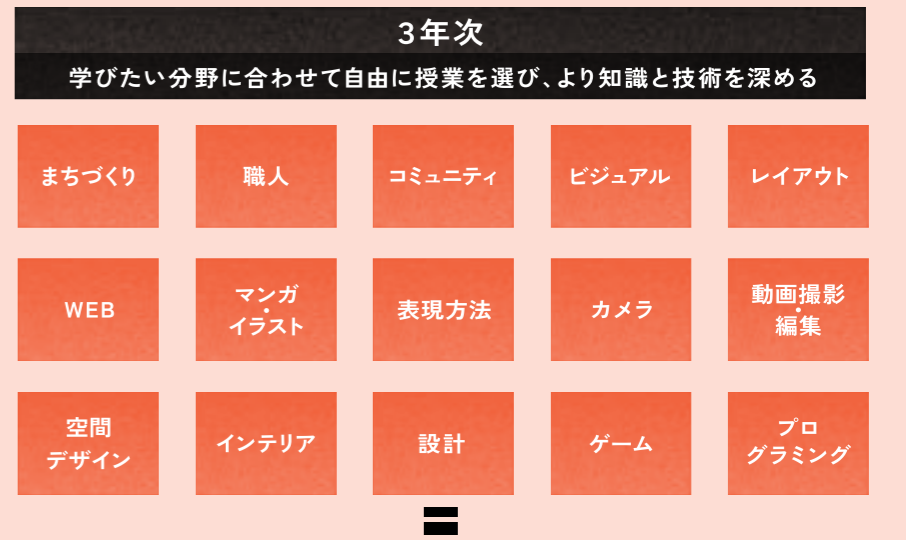 3年次
学びたい分野に合わせて自由に授業を選び、より知識と技術を深める
まちづくり
職人
コミュニティ
ビジュアル
レイアウト
WEB
マンガ
・
イラスト
表現方法
カメラ
動画撮影
・
編集
空間
デザイン
インテリア
設計
ゲーム
プロ
グラミング
=